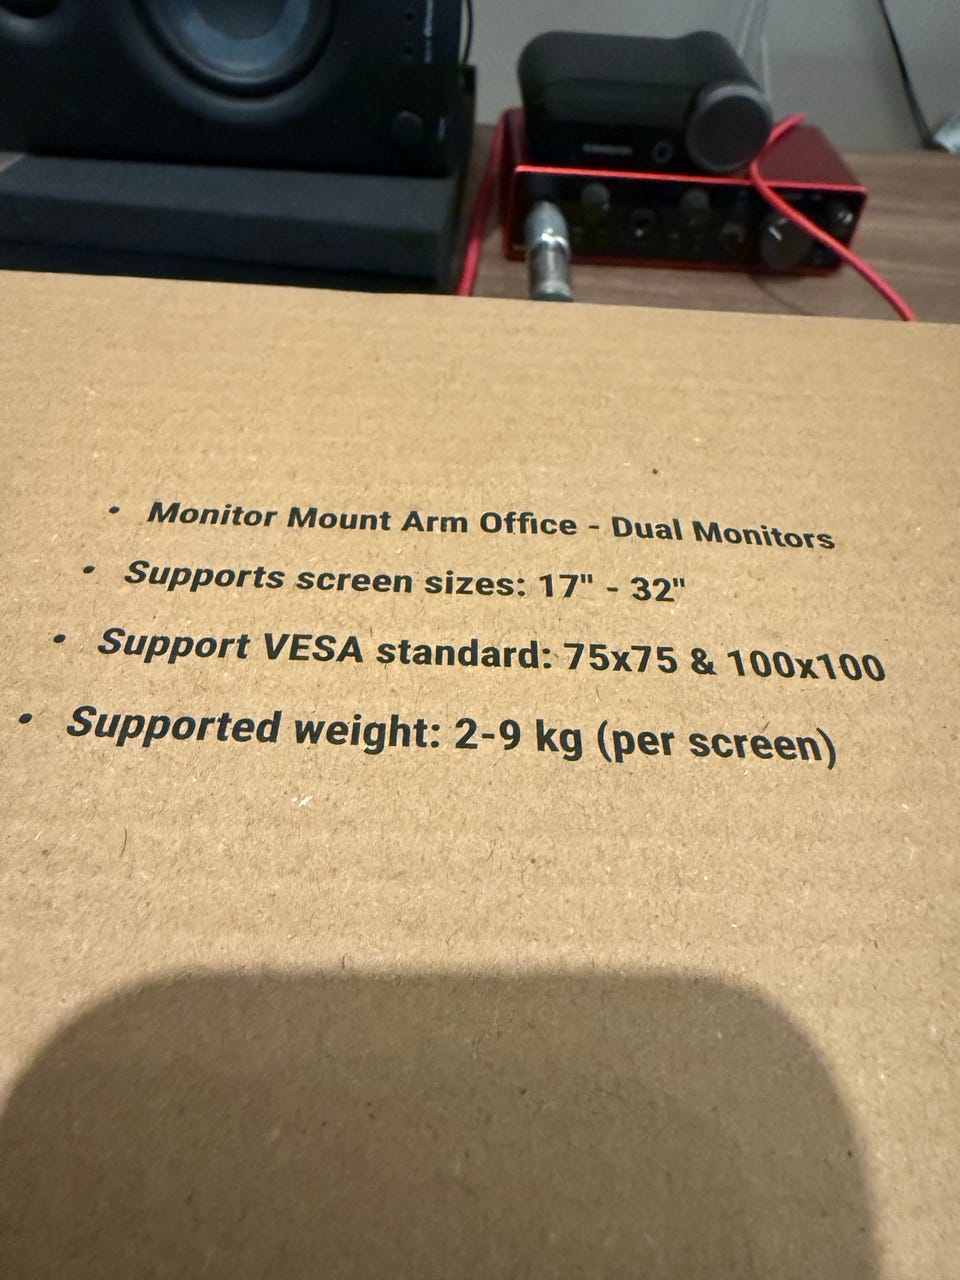 • Monitor Mount Arm Office - Dual Monitors
• Supports screen sizes: 17" - 32"
• Support VESA standard: 75x75 & 100x100
• Supported weight: 2-9 kg (per screen)